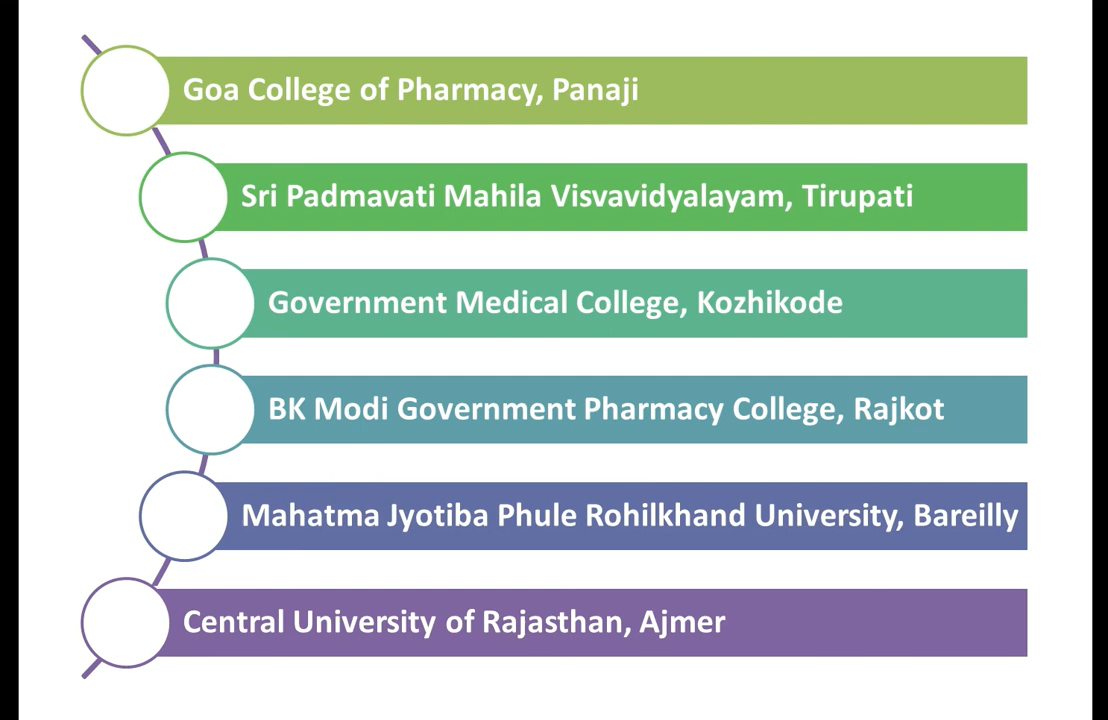 Goa College of Pharmacy, Panaji
Sri Padmavati Mahila Visvavidyalayam, Tirupati
Government Medical College, Kozhikode
BK Modi Government Pharmacy College, Rajkot
Mahatma Jyotiba Phule Rohilkhand University, Bareilly
Central University of Rajasthan, Ajmer